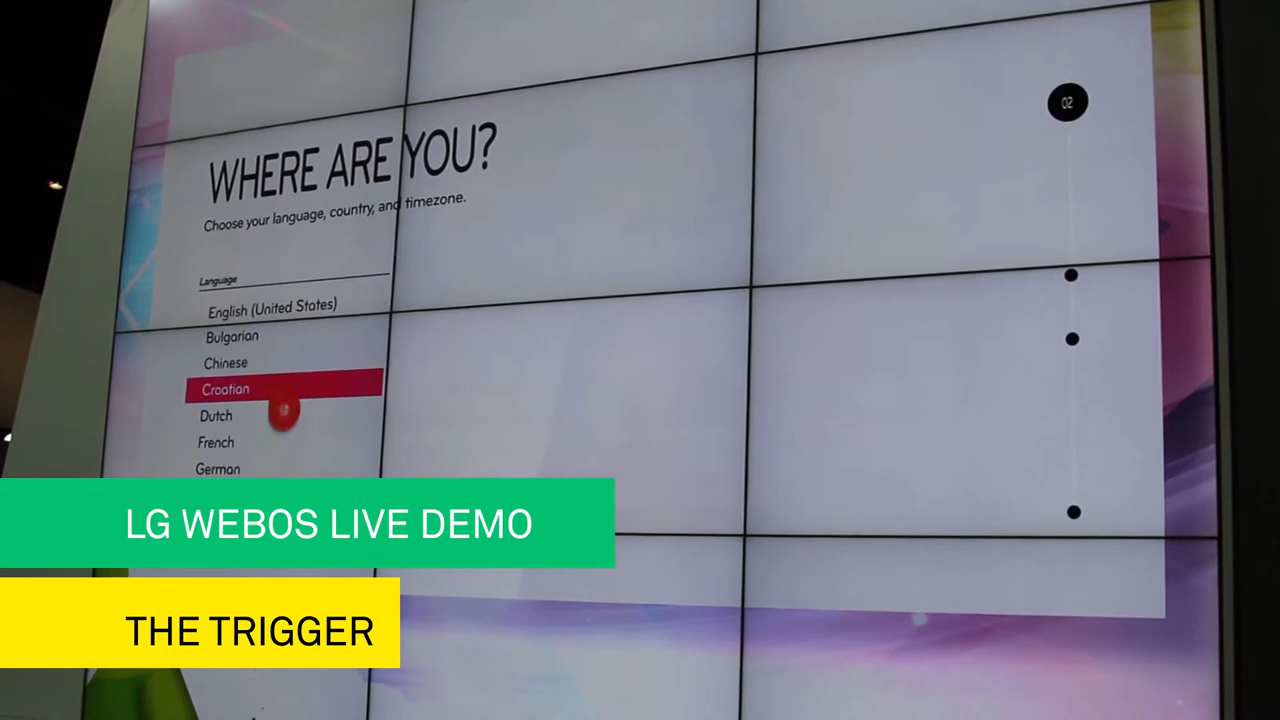 02
WHERE ARE YOU?
Choose your language, country, and timezone.
Language
English (United States)
Bulgarian
Chinese
Croatian
Dutch
French
German
LG WEBOS LIVE DEMO
THE TRIGGER